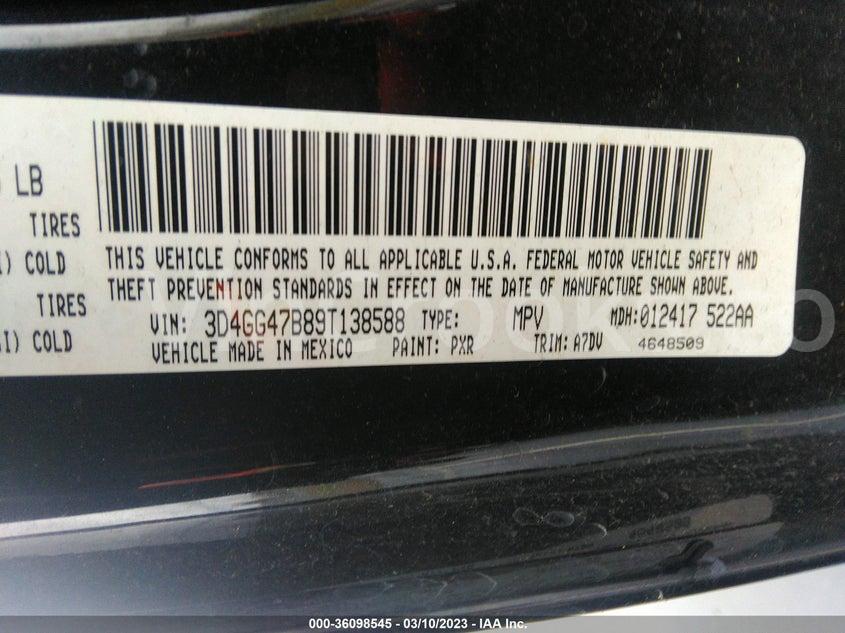 LB
TIRES
) COLD
TIRES
I) COLD
THIS VEHICLE CONFORMS TO ALL APPLICABLE U.S.A. FEDERAL MOTOR VEHICLE SAFETY AND
THEFT PREVENTION STANDARDS IN EFFECT ON THE DATE OF MANUFACTURE SHOWN ABOVE.
VIN: 3D4GG47B89T138588 TYPE: MPV MDH:012417 522AA
VEHICLE MADE IN MEXICO PAINT: PXR TRIM: A7DV 4648509
000-36098545 - 03/10/2023 - IAA Inc.